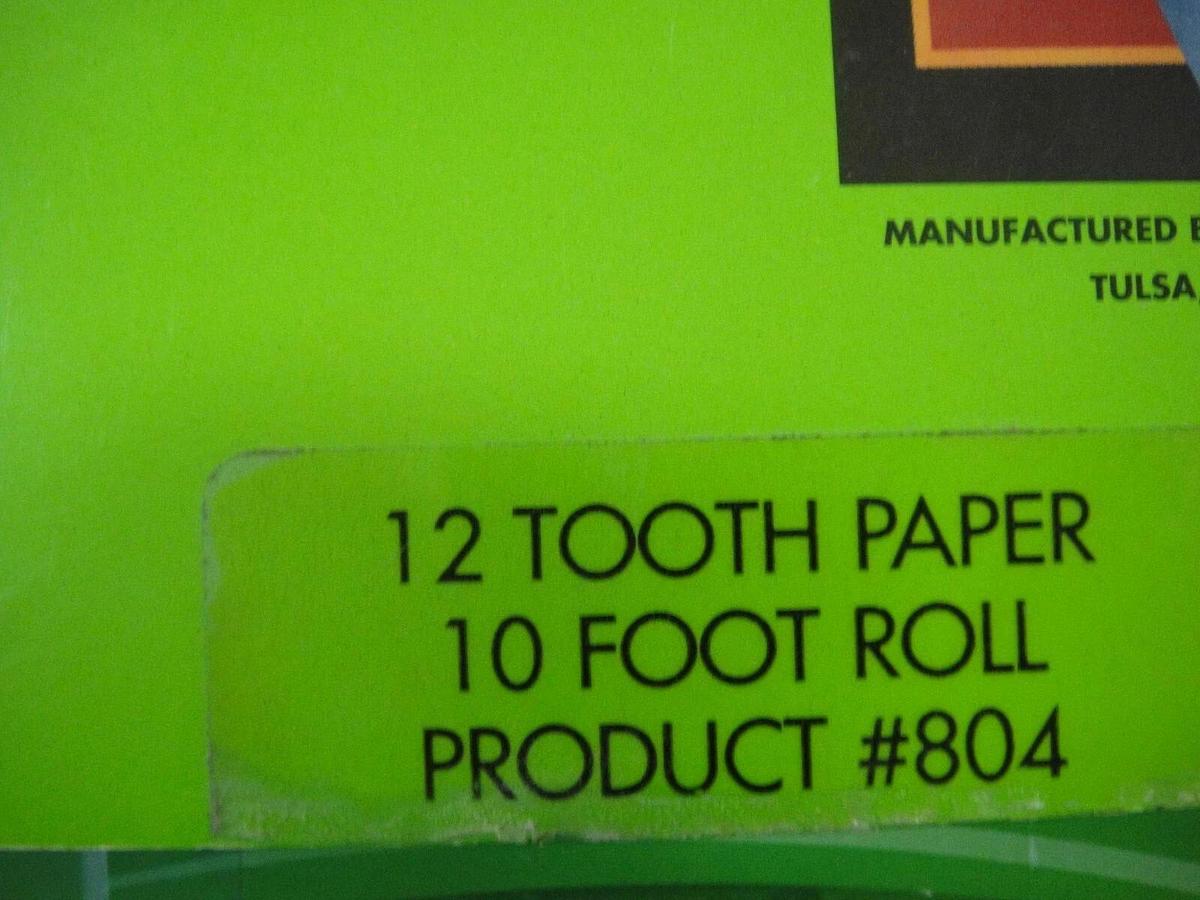 MANUFACTURED
TULSA,
12 TOOTH PAPER
10 FOOT ROLL
PRODUCT #804